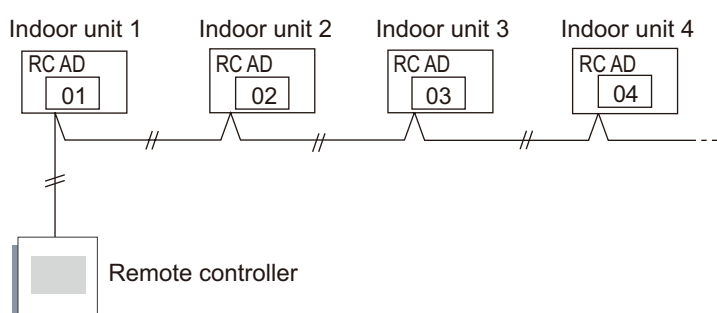 Indoor unit 1 Indoor unit 2 Indoor unit 3 Indoor unit 4
RC AD RC AD RC AD RC AD
01 02 03 04
Remote controller